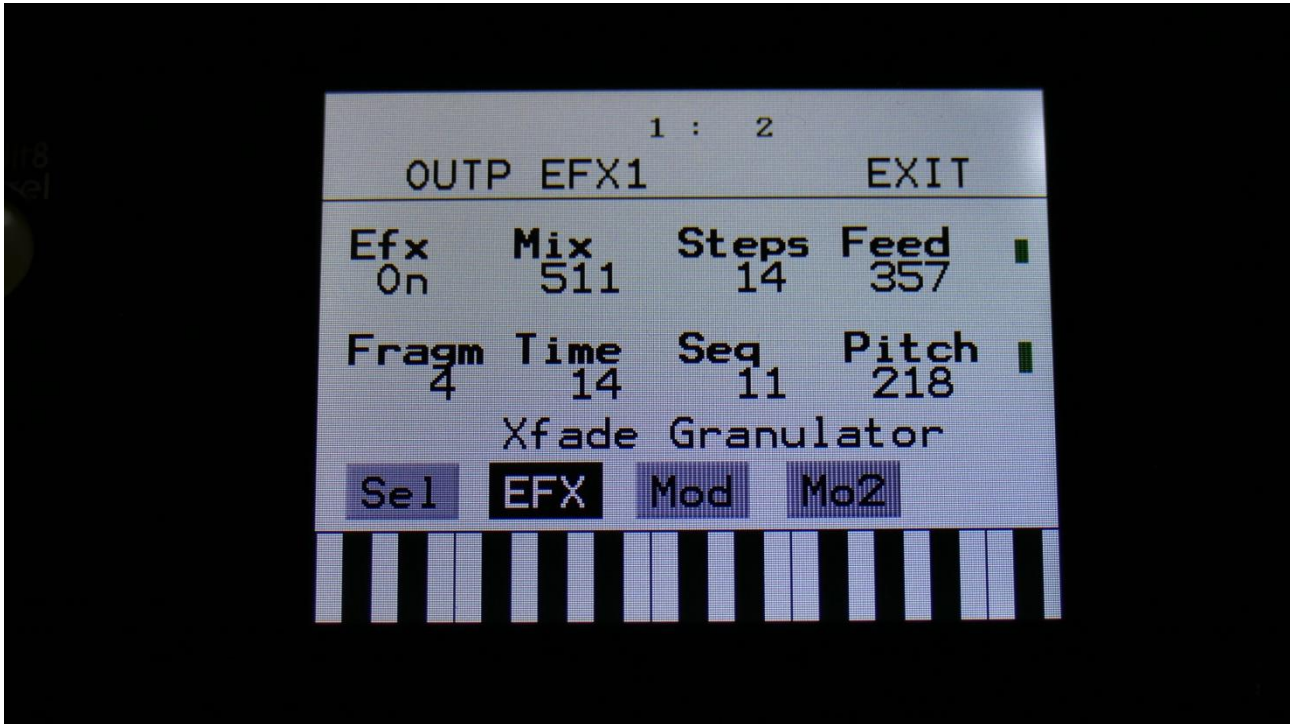 1 : 2
OUTP EFX1 EXIT
Efx Mix Steps Feed
On 511 14 357
Fragm Time Seq Pitch
4 14 11 218
Xfade Granulator
Sel EFX Mod Mo2